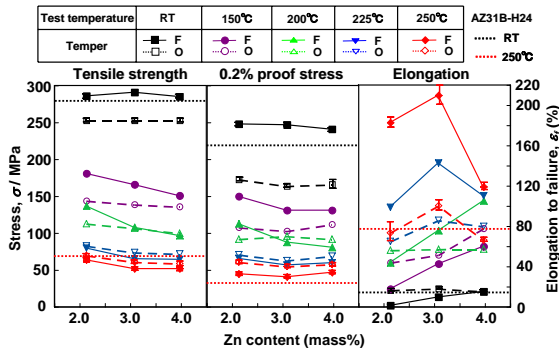 Test temperature RT 150℃ 200℃ 225℃ 250℃ AZ31B-H24
Temper F F F F F RT
O O O O O 250℃
Tensile strength 0.2% proof stress Elongation
300 220
250 200
200 160
150 120
100 80
50 40
0 0
Stress, σ / MPa
Elongation to failure, εf (%)
2.0 3.0 4.0 2.0 3.0 4.0 2.0 3.0 4.0
Zn content (mass%)